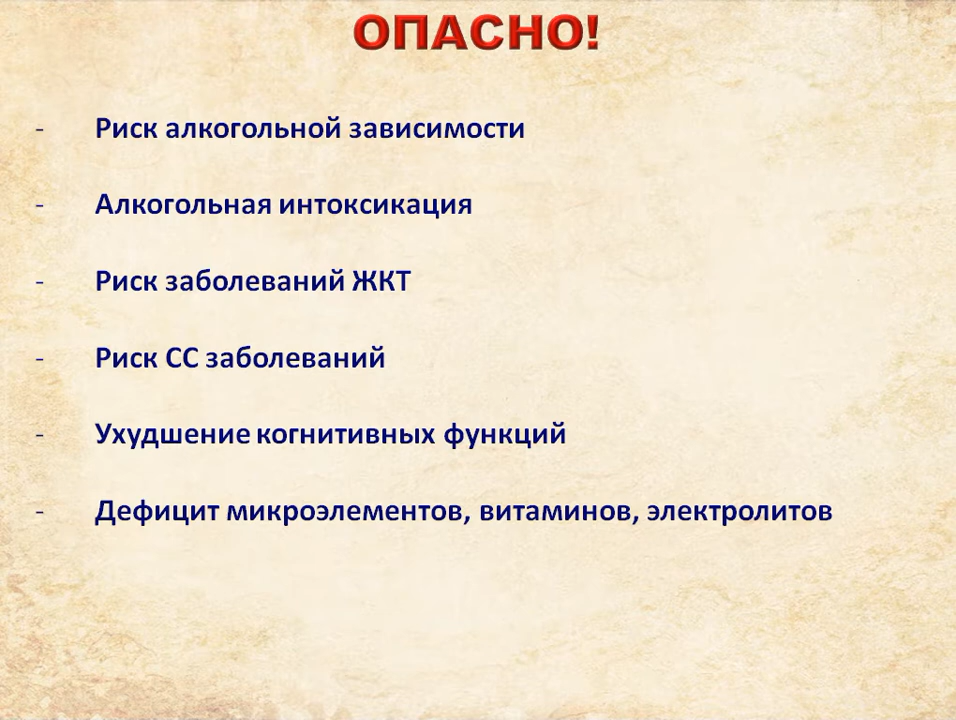 ОПАСНО!
- Риск алкогольной зависимости
- Алкогольная интоксикация
- Риск заболеваний ЖКТ
- Риск СС заболеваний
- Ухудшение когнитивных функций
- Дефицит микроэлементов, витаминов, электролитов